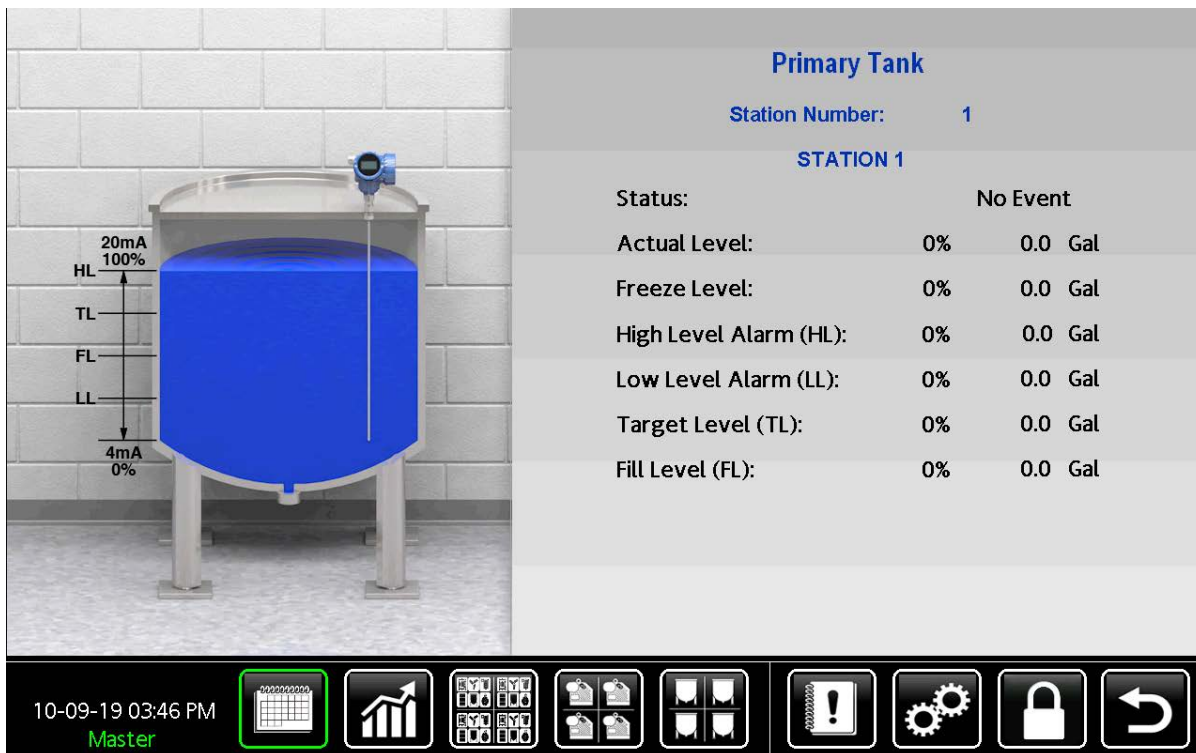 20mA
100%
HL
TL
FL
LL
4mA
0%
Primary Tank
Station Number: 1
STATION 1
Status: No Event
Actual Level: 0% 0.0 Gal
Freeze Level: 0% 0.0 Gal
High Level Alarm (HL): 0% 0.0 Gal
Low Level Alarm (LL): 0% 0.0 Gal
Target Level (TL): 0% 0.0 Gal
Fill Level (FL): 0% 0.0 Gal
10-09-19 03:46 PM
Master